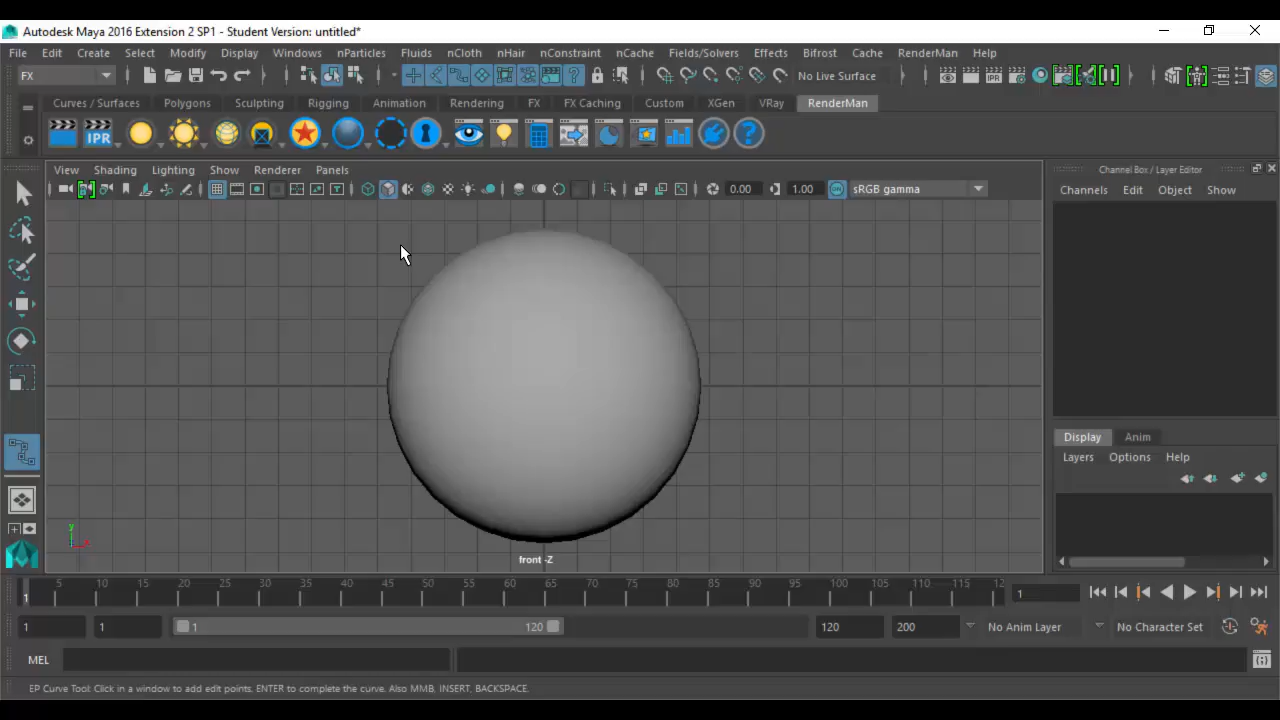 Autodesk Maya 2016 Extension 2 SP1 - Student Version: untitled*
File Edit Create Select Modify Display Windows nParticles Fluids nCloth nHair nConstraint nCache Fields/Solvers Effects Bifrost Cache RenderMan Help
FX No Live Surface
Curves / Surfaces Polygons Sculpting Rigging Animation Rendering FX FX Caching Custom XGen VRay RenderMan
IPR
View Shading Lighting Show Renderer Panels
0.00 1.00 sRGB gamma
Channel Box / Layer Editor
Channels Edit Object Show
Display Anim
Layers Options Help
y
x
front -Z
5 10 15 20 25 30 35 40 45 50 55 60 65 70 75 80 85 90 95 100 105 110 115 12
1 1
1 1 1 120 120 200 No Anim Layer No Character Set
MEL
EP Curve Tool: Click in a window to add edit points. ENTER to complete the curve. Also MMB, INSERT, BACKSPACE.